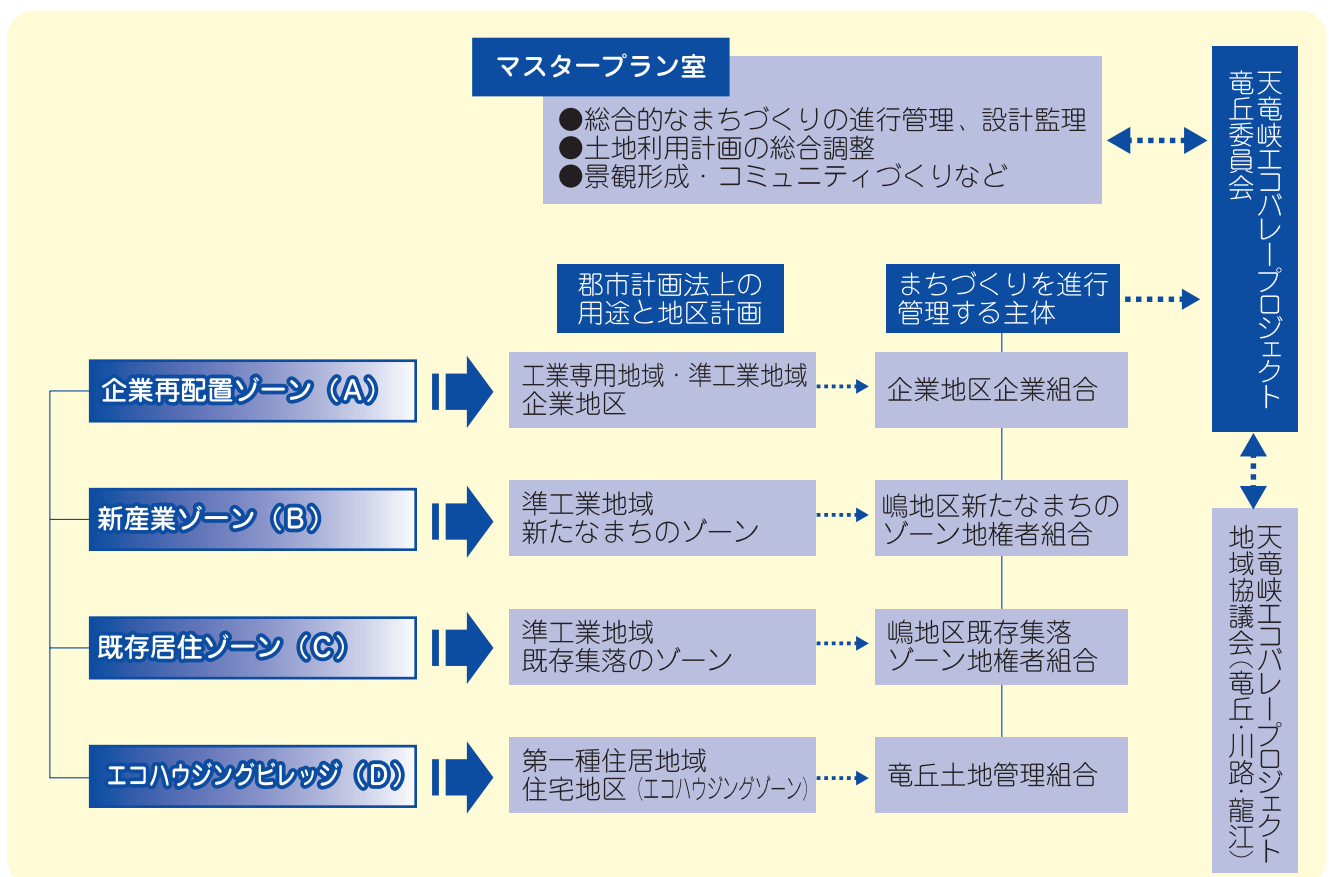 マスタープラン室
●総合的なまちづくりの進行管理、設計監理
●土地利用計画の総合調整
●景観形成・コミュニティづくりなど
天竜峡エコバレープロジェクト
竜丘委員会
郡市計画法上の
用途と地区計画
まちづくりを進行
管理する主体
企業再配置ゾーン（A）
工業専用地域・準工業地域
企業地区
企業地区企業組合
新産業ゾーン（B）
準工業地域
新たなまちのゾーン
嶋地区新たなまちの
ゾーン地権者組合
既存居住ゾーン（C）
準工業地域
既存集落のゾーン
嶋地区既存集落
ゾーン地権者組合
エコハウジングビレッジ（D）
第一種住居地域
住宅地区（エコハウジングゾーン）
竜丘土地管理組合
天竜峡エコバレープロジェクト
地域協議会（竜丘・川路・龍江）